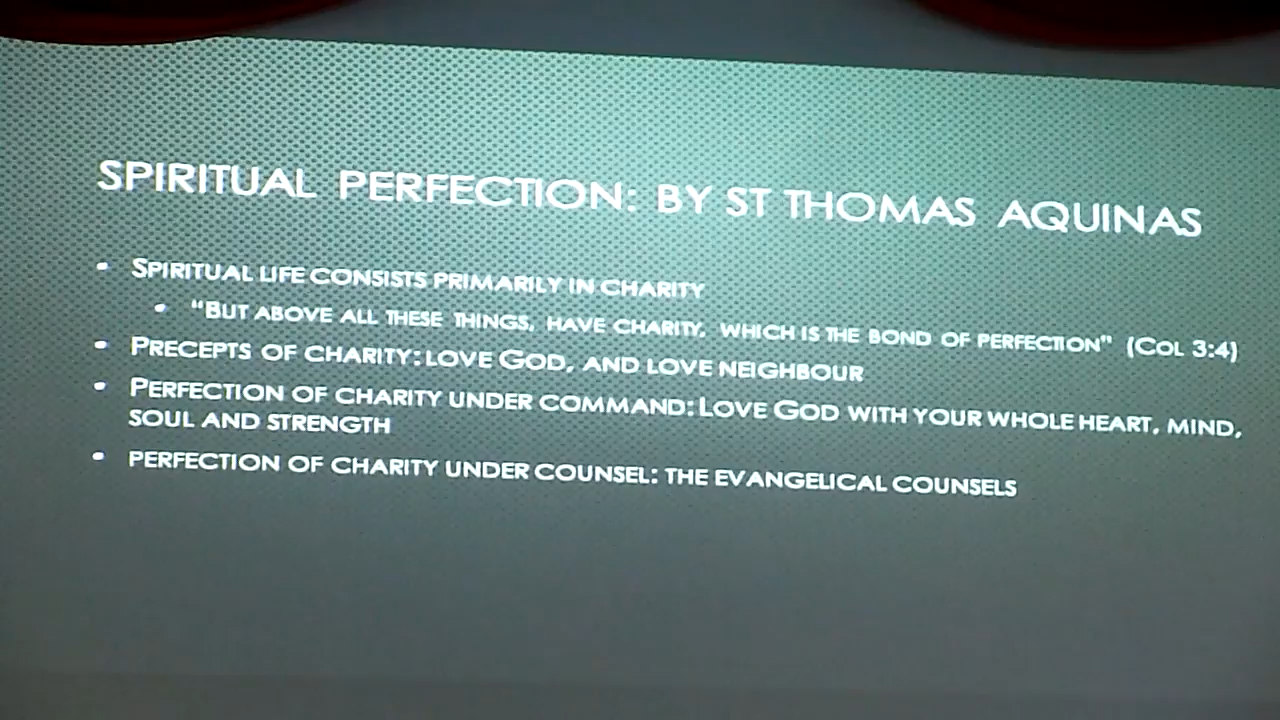 SPIRITUAL PERFECTION: BY ST THOMAS AQUINAS
• SPIRITUAL LIFE CONSISTS PRIMARILY IN CHARITY
• "BUT ABOVE ALL THESE THINGS, HAVE CHARITY, WHICH IS THE BOND OF PERFECTION" (COL 3:4)
• PRECEPTS OF CHARITY: LOVE GOD, AND LOVE NEIGHBOUR
• PERFECTION OF CHARITY UNDER COMMAND: LOVE GOD WITH YOUR WHOLE HEART, MIND,
SOUL AND STRENGTH
• PERFECTION OF CHARITY UNDER COUNSEL: THE EVANGELICAL COUNSELS